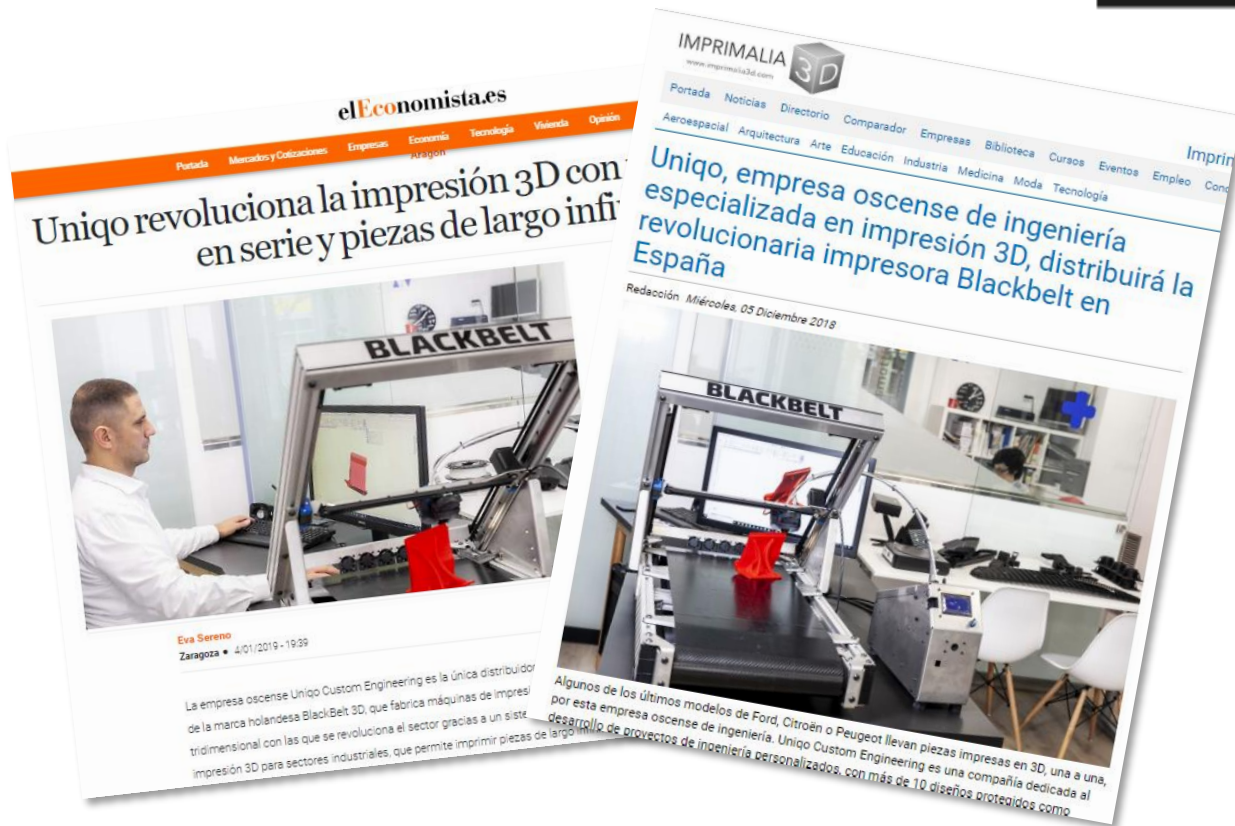 elEconomista.es
Portada Mercados y Cotizaciones Empresas Economía Tecnología Vivienda Opinión
Aragón
Uniqo revoluciona la impresión 3D con
en serie y piezas de largo
BLACKBELT
Eva Sereno
Zaragoza • 4/01/2019 - 19:39
La empresa oscense Uniqo Custom Engineering es la única
de la marca holandesa BlackBelt 3D, que fabrica máquinas de
tridimensional con las que se revoluciona el sector gracias a un
impresión 3D para sectores industriales, que permite imprimir piezas de largo
IMPRIMALIA 3D
www.imprimalia3d.com
Portada Noticias Directorio Comparador Empresas Biblioteca Cursos Eventos Empleo
Aeroespacial Arquitectura Arte Educación Industria Medicina Moda Tecnología
Uniqo, empresa oscense de ingeniería
especializada en impresión 3D, distribuirá la
revolucionaria impresora Blackbelt en
España
Redacción Miércoles, 05 Diciembre 2018
BLACKBELT
Algunos de los últimos modelos de Ford, Citroën o Peugeot llevan piezas impresas en 3D, una a una,
por esta empresa oscense de ingeniería. Uniqo Custom Engineering es una compañía dedicada al
desarrollo de proyectos de ingeniería personalizados, con más de 10 diseños protegidos como